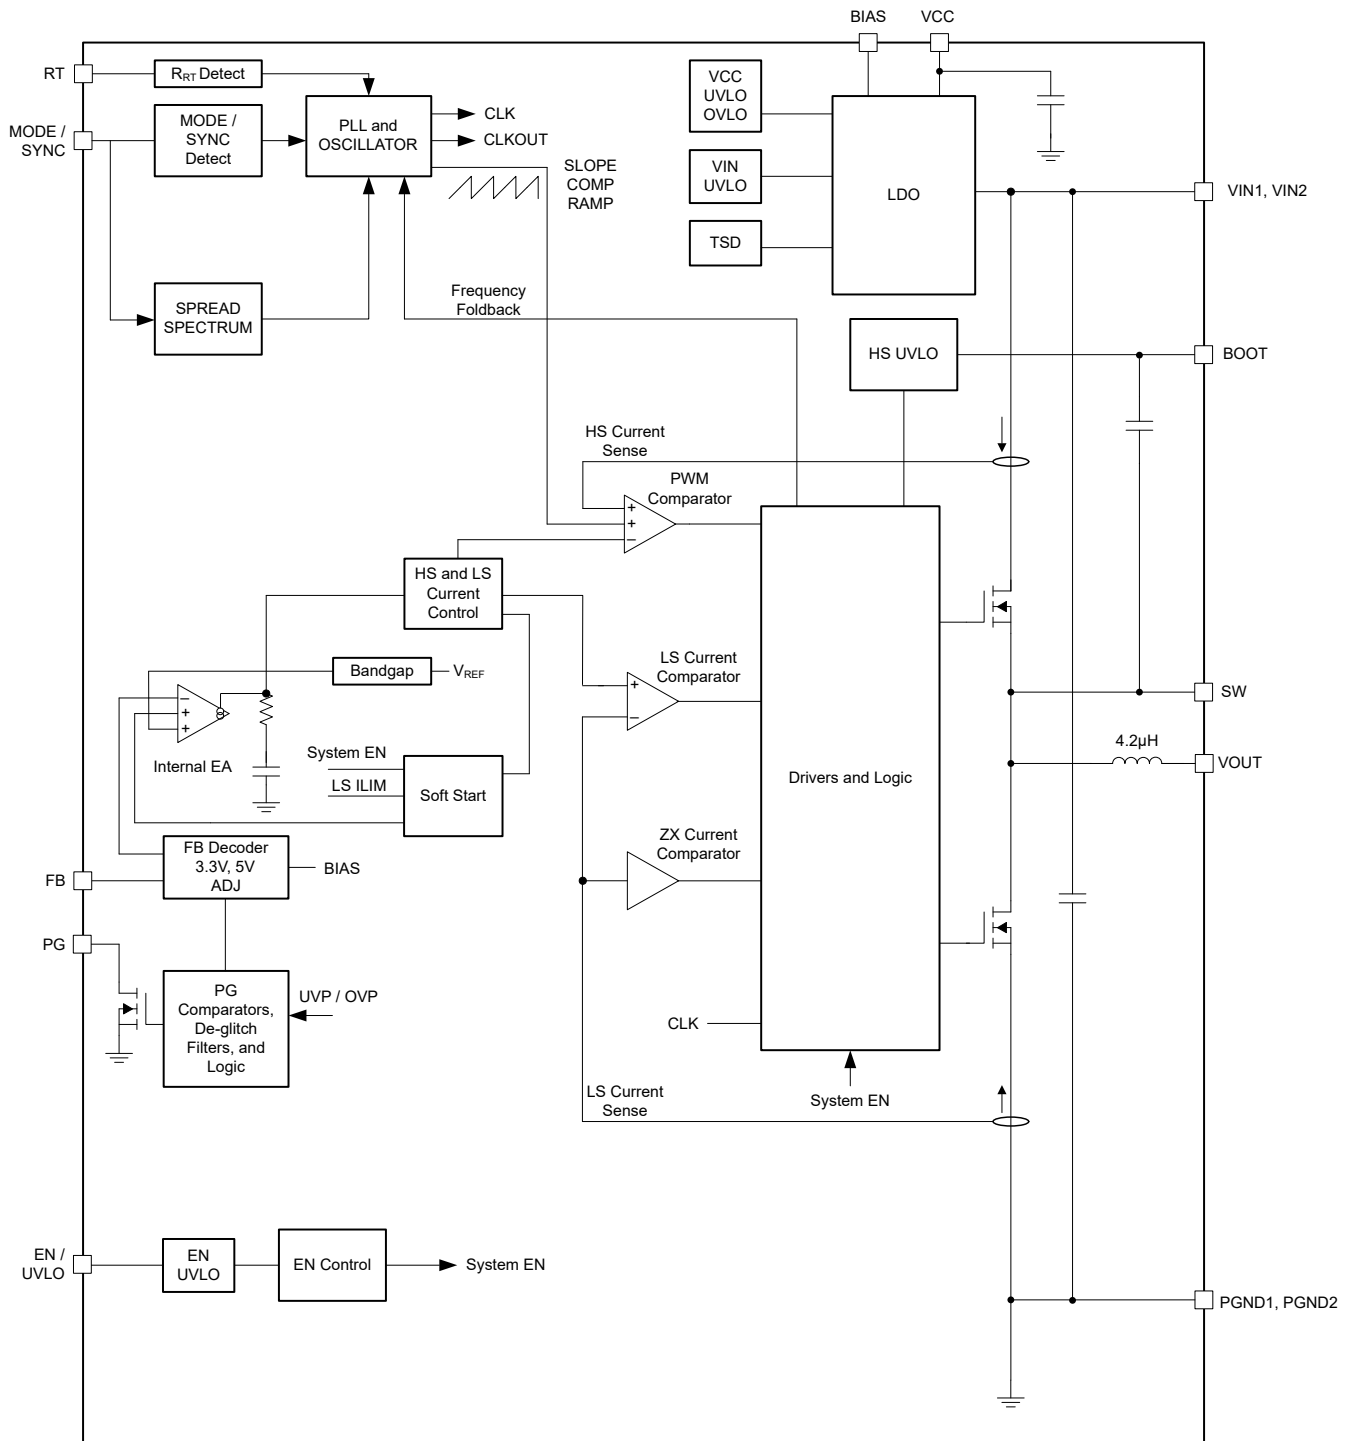 BIAS VCC
RT
R_RT Detect
MODE /
SYNC
MODE /
SYNC
Detect
PLL and
OSCILLATOR
CLK
CLKOUT
SLOPE
COMP
RAMP
VCC
UVLO
OVLO
VIN
UVLO
TSD
LDO
VIN1, VIN2
SPREAD
SPECTRUM
Frequency
Foldback
HS UVLO
BOOT
HS Current
Sense
PWM
Comparator
+
+
–
HS and LS
Current
Control
Bandgap
VREF
LS Current
Comparator
+
–
–
+
+
Internal EA
System EN
LS ILIM
Soft Start
SW
4.2µH
VOUT
Drivers and Logic
ZX Current
Comparator
FB
FB Decoder
3.3V, 5V
ADJ
BIAS
PG
PG
Comparators,
De-glitch
Filters, and
Logic
UVP / OVP
CLK
System EN
LS Current
Sense
EN /
UVLO
EN
UVLO
EN Control
System EN
PGND1, PGND2